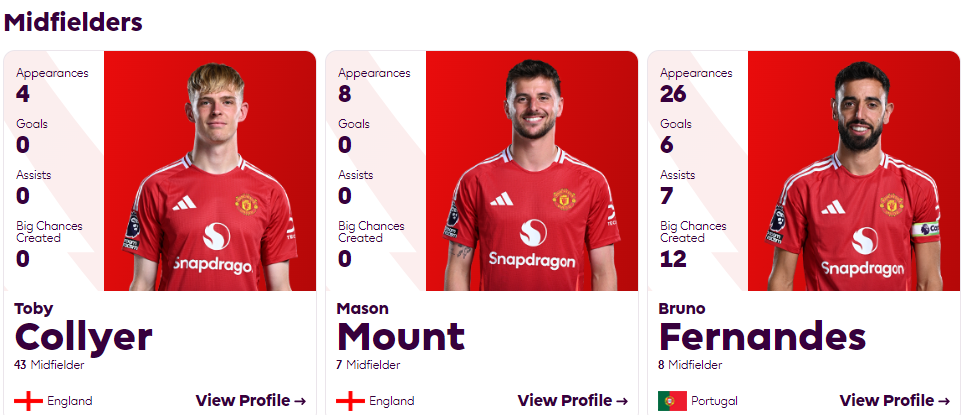 Midfielders
Appearances
4
Goals
0
Assists
0
Big Chances
Created
0
Snapdragon
Toby
Collyer
43 Midfielder
England
View Profile →
Appearances
8
Goals
0
Assists
0
Big Chances
Created
0
Snapdragon
Mason
Mount
7 Midfielder
England
View Profile →
Appearances
26
Goals
6
Assists
7
Big Chances
Created
12
Snapdragon
Bruno
Fernandes
8 Midfielder
Portugal
View Profile →